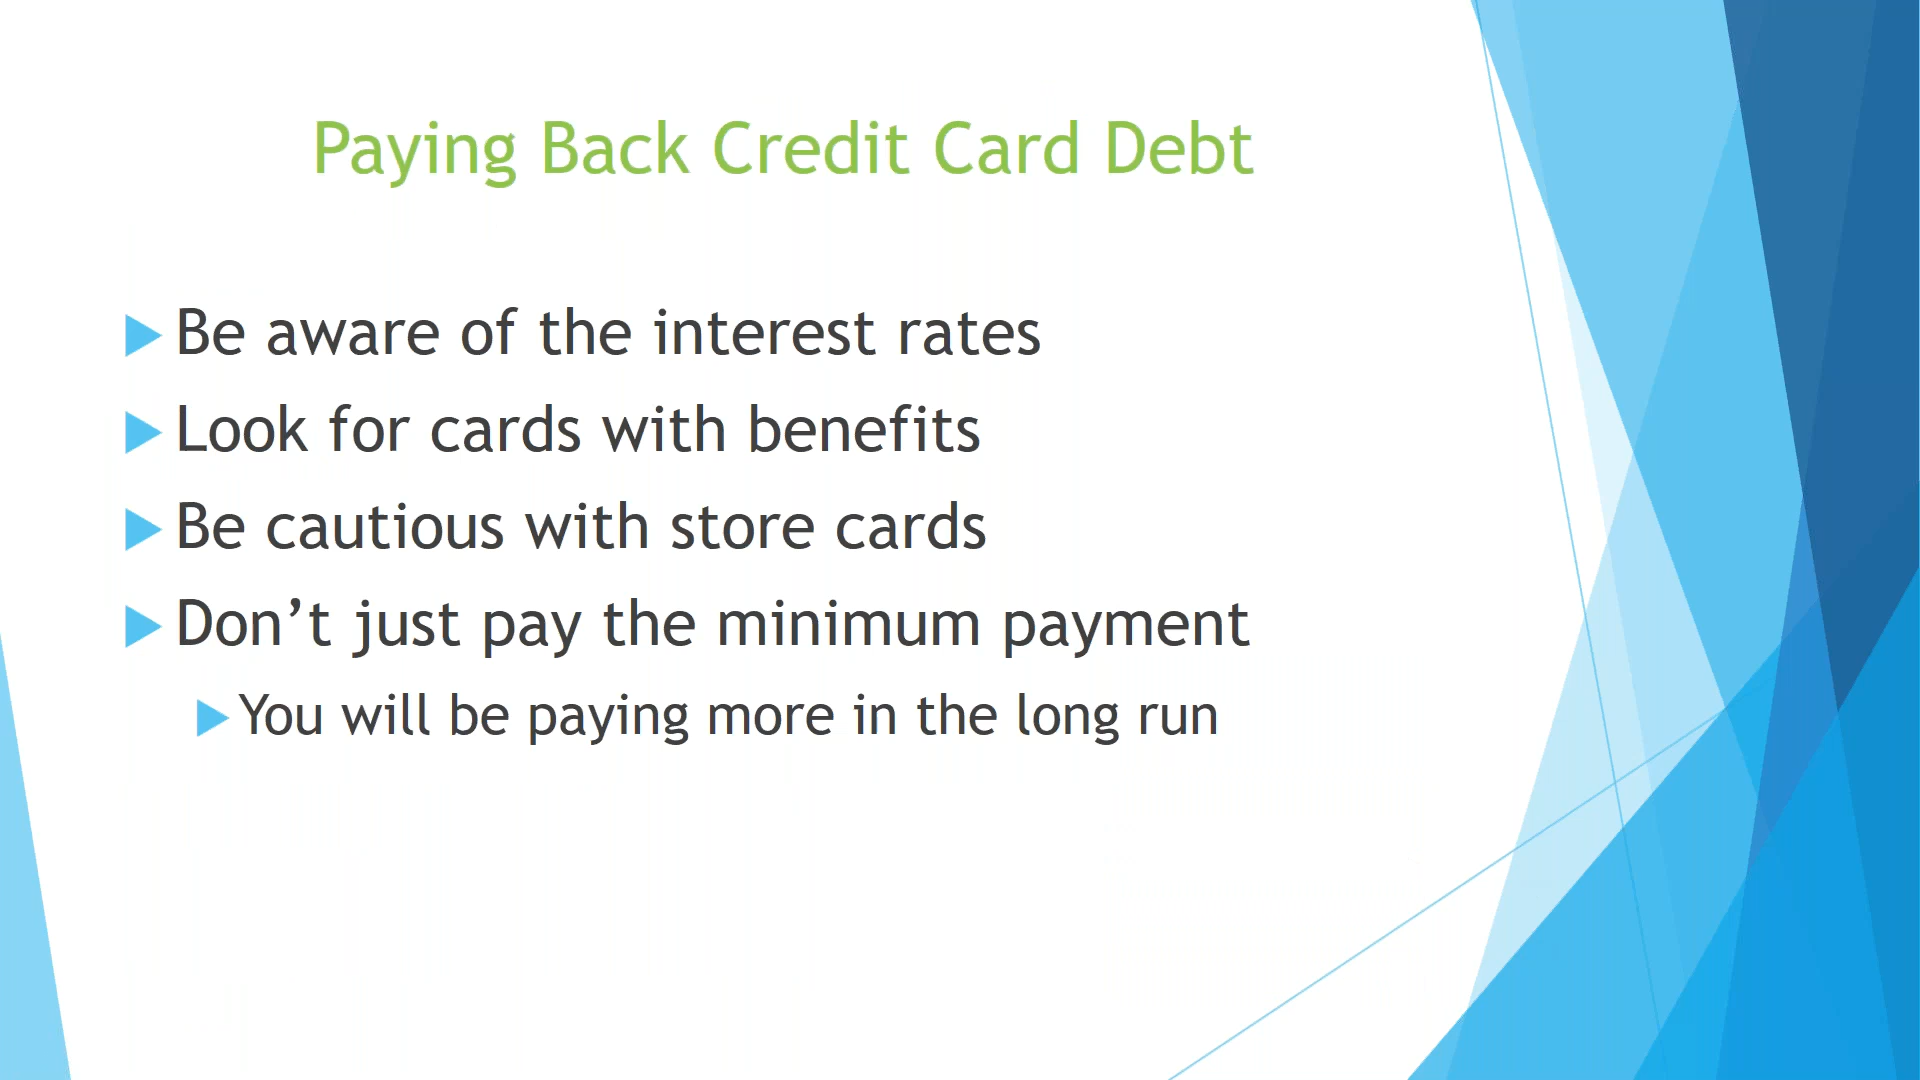 Paying Back Credit Card Debt
Be aware of the interest rates
Look for cards with benefits
Be cautious with store cards
Don’t just pay the minimum payment
You will be paying more in the long run